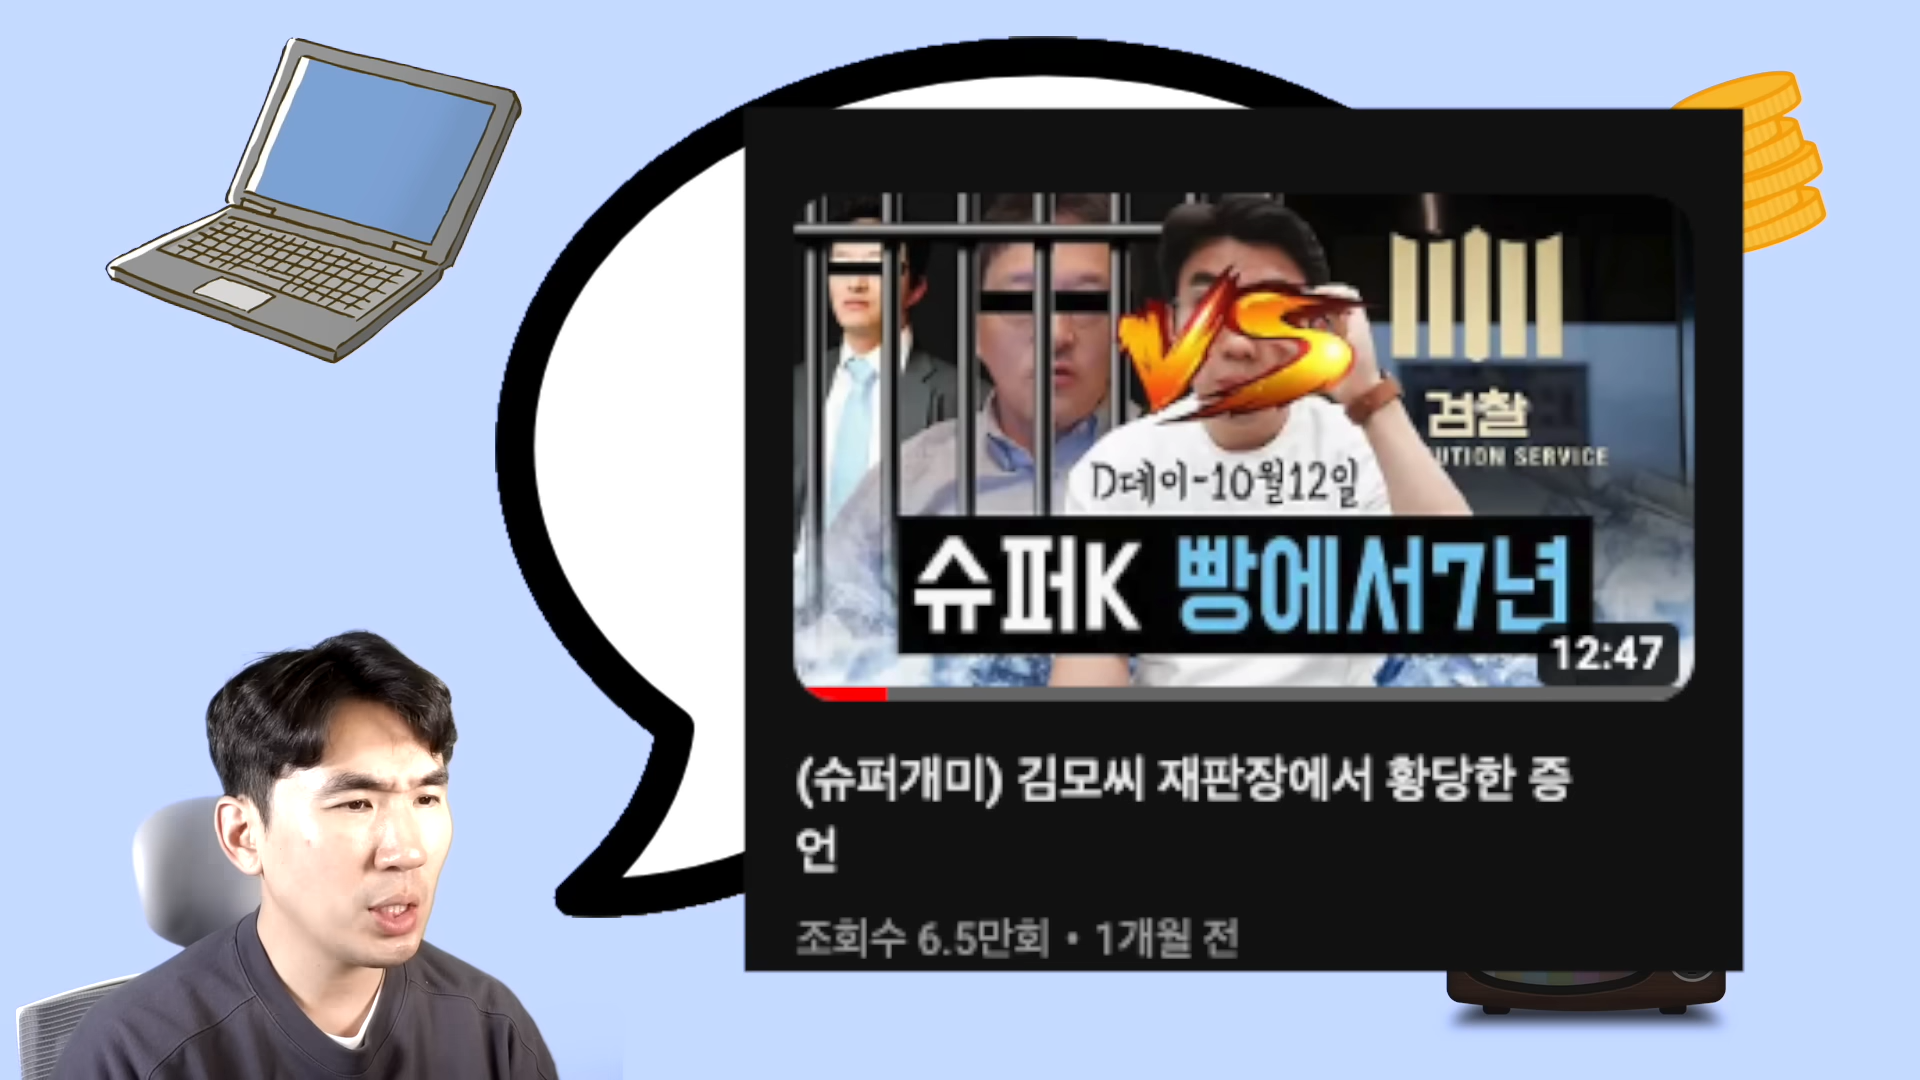 VS
검찰
UTION SERVICE
D데이-10월12일
슈퍼K 빵에서7년
12:47
(슈퍼개미) 김모씨 재판장에서 황당한 증
언
조회수 6.5만회 • 1개월 전